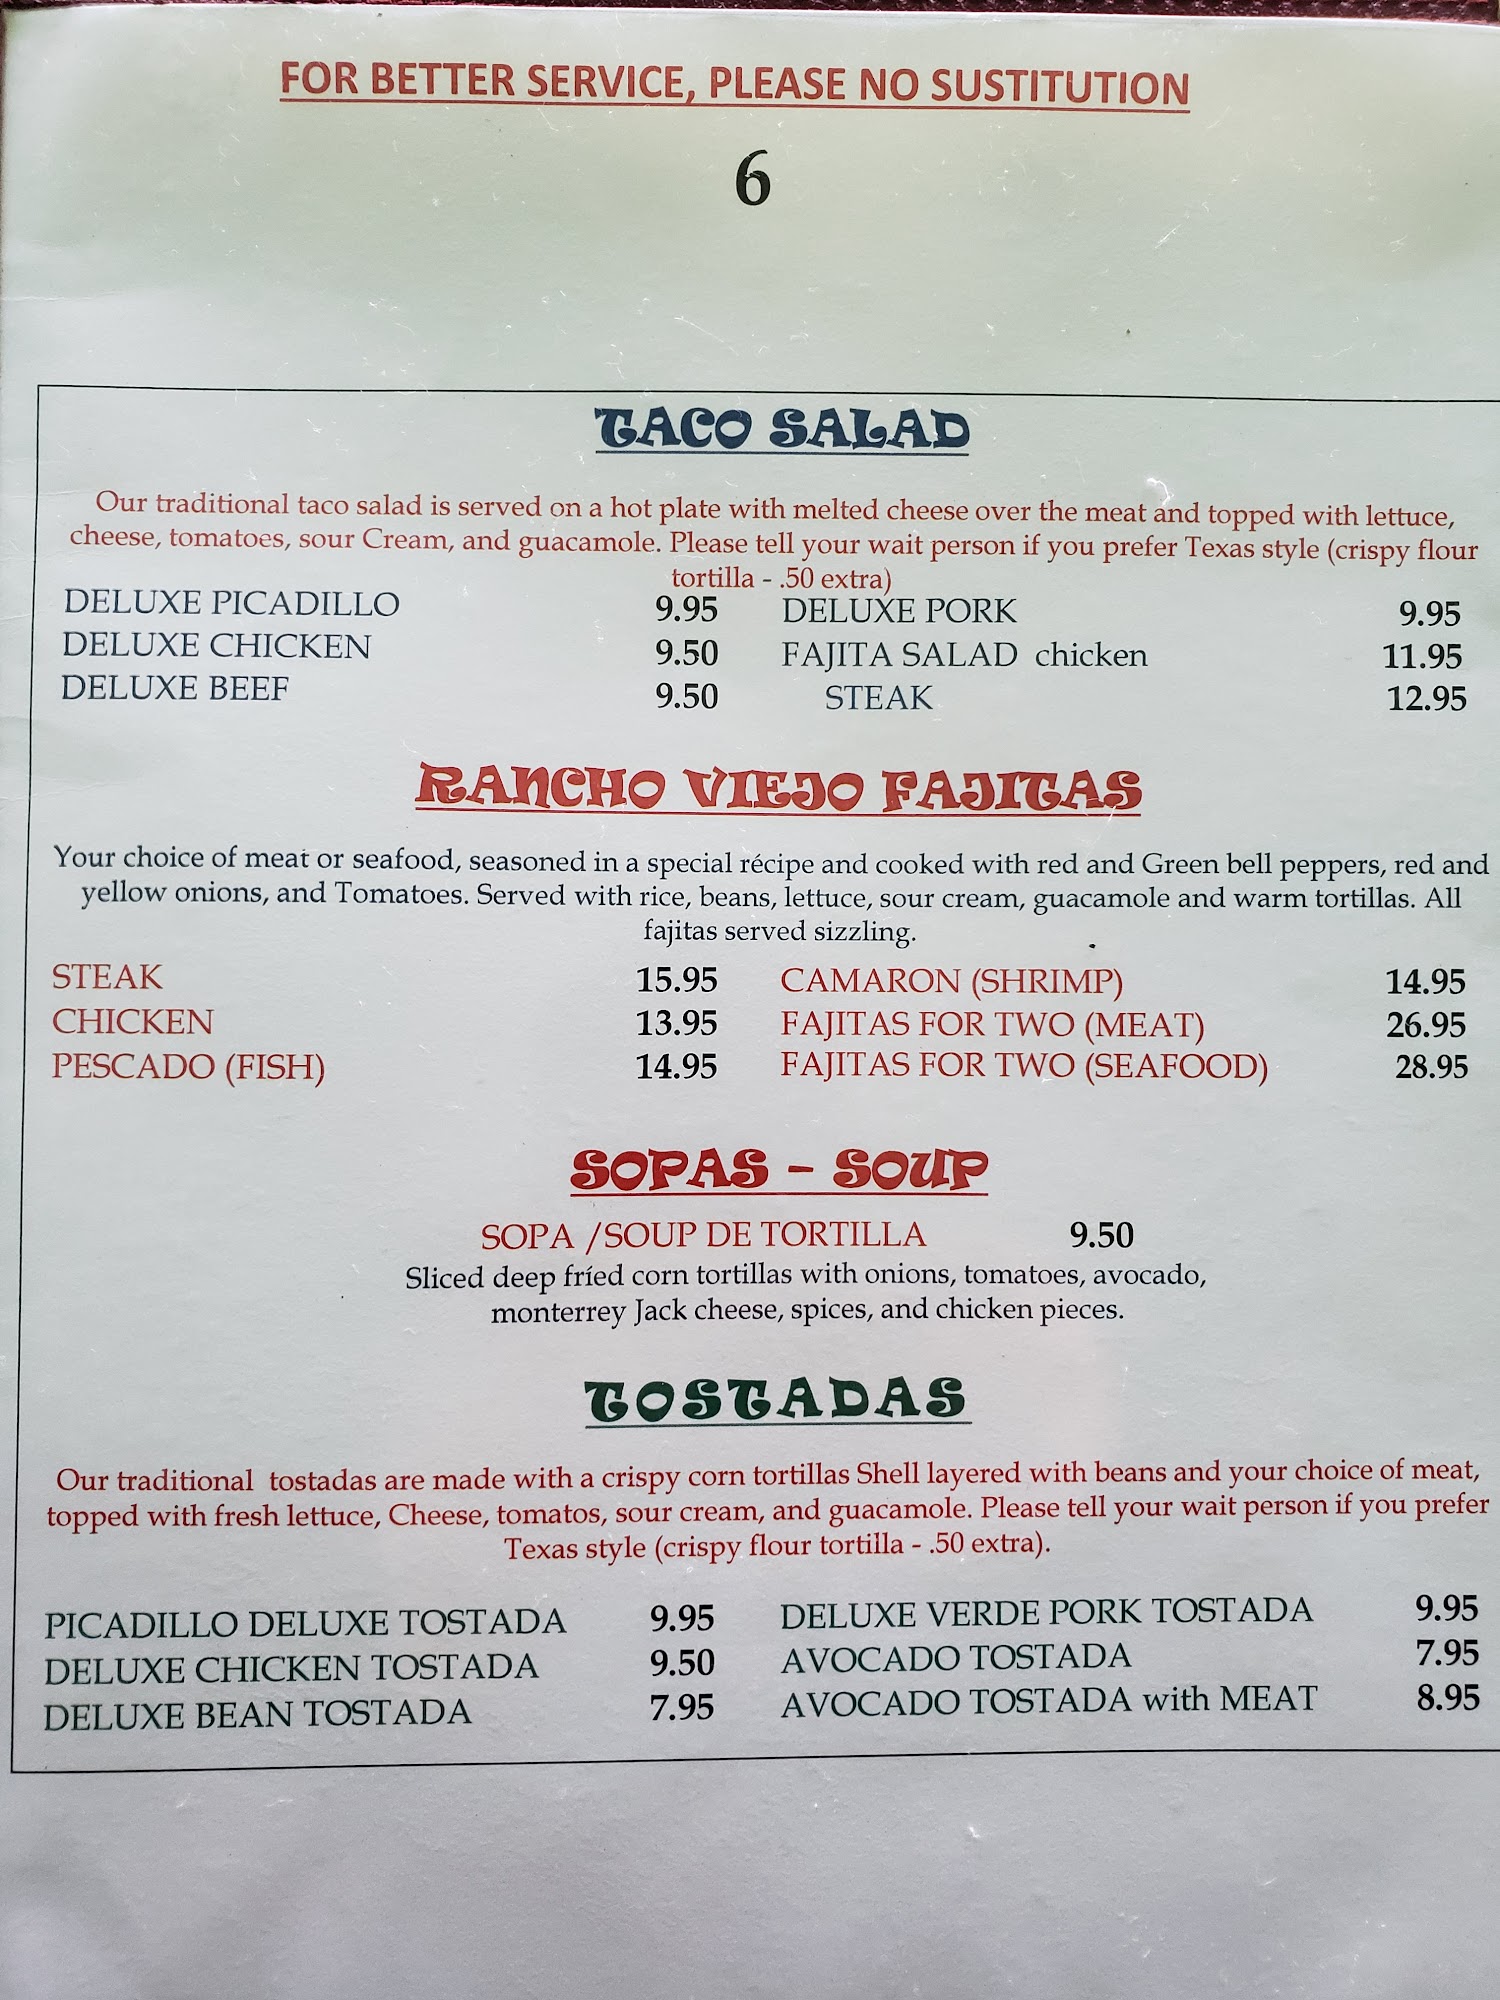 FOR BETTER SERVICE, PLEASE NO SUSTITUTION
6
TACO SALAD
Our traditional taco salad is served on a hot plate with melted cheese over the meat and topped with lettuce,
cheese, tomatoes, sour Cream, and guacamole. Please tell your wait person if you prefer Texas style (crispy flour
tortilla - .50 extra)
DELUXE PICADILLO 9.95 DELUXE PORK 9.95
DELUXE CHICKEN 9.50 FAJITA SALAD chicken 11.95
DELUXE BEEF 9.50 STEAK 12.95
RANCHO VIEJO FAJITAS
Your choice of meat or seafood, seasoned in a special récipe and cooked with red and Green bell peppers, red and
yellow onions, and Tomatoes. Served with rice, beans, lettuce, sour cream, guacamole and warm tortillas. All
fajitas served sizzling.
STEAK 15.95 CAMARON (SHRIMP) 14.95
CHICKEN 13.95 FAJITAS FOR TWO (MEAT) 26.95
PESCADO (FISH) 14.95 FAJITAS FOR TWO (SEAFOOD) 28.95
SOPAS - SOUP
SOPA /SOUP DE TORTILLA 9.50
Sliced deep fríed corn tortillas with onions, tomatoes, avocado,
monterrey Jack cheese, spices, and chicken pieces.
TOSTADAS
Our traditional tostadas are made with a crispy corn tortillas Shell layered with beans and your choice of meat,
topped with fresh lettuce, Cheese, tomatos, sour cream, and guacamole. Please tell your wait person if you prefer
Texas style (crispy flour tortilla - .50 extra).
PICADILLO DELUXE TOSTADA 9.95 DELUXE VERDE PORK TOSTADA 9.95
DELUXE CHICKEN TOSTADA 9.50 AVOCADO TOSTADA 7.95
DELUXE BEAN TOSTADA 7.95 AVOCADO TOSTADA with MEAT 8.95